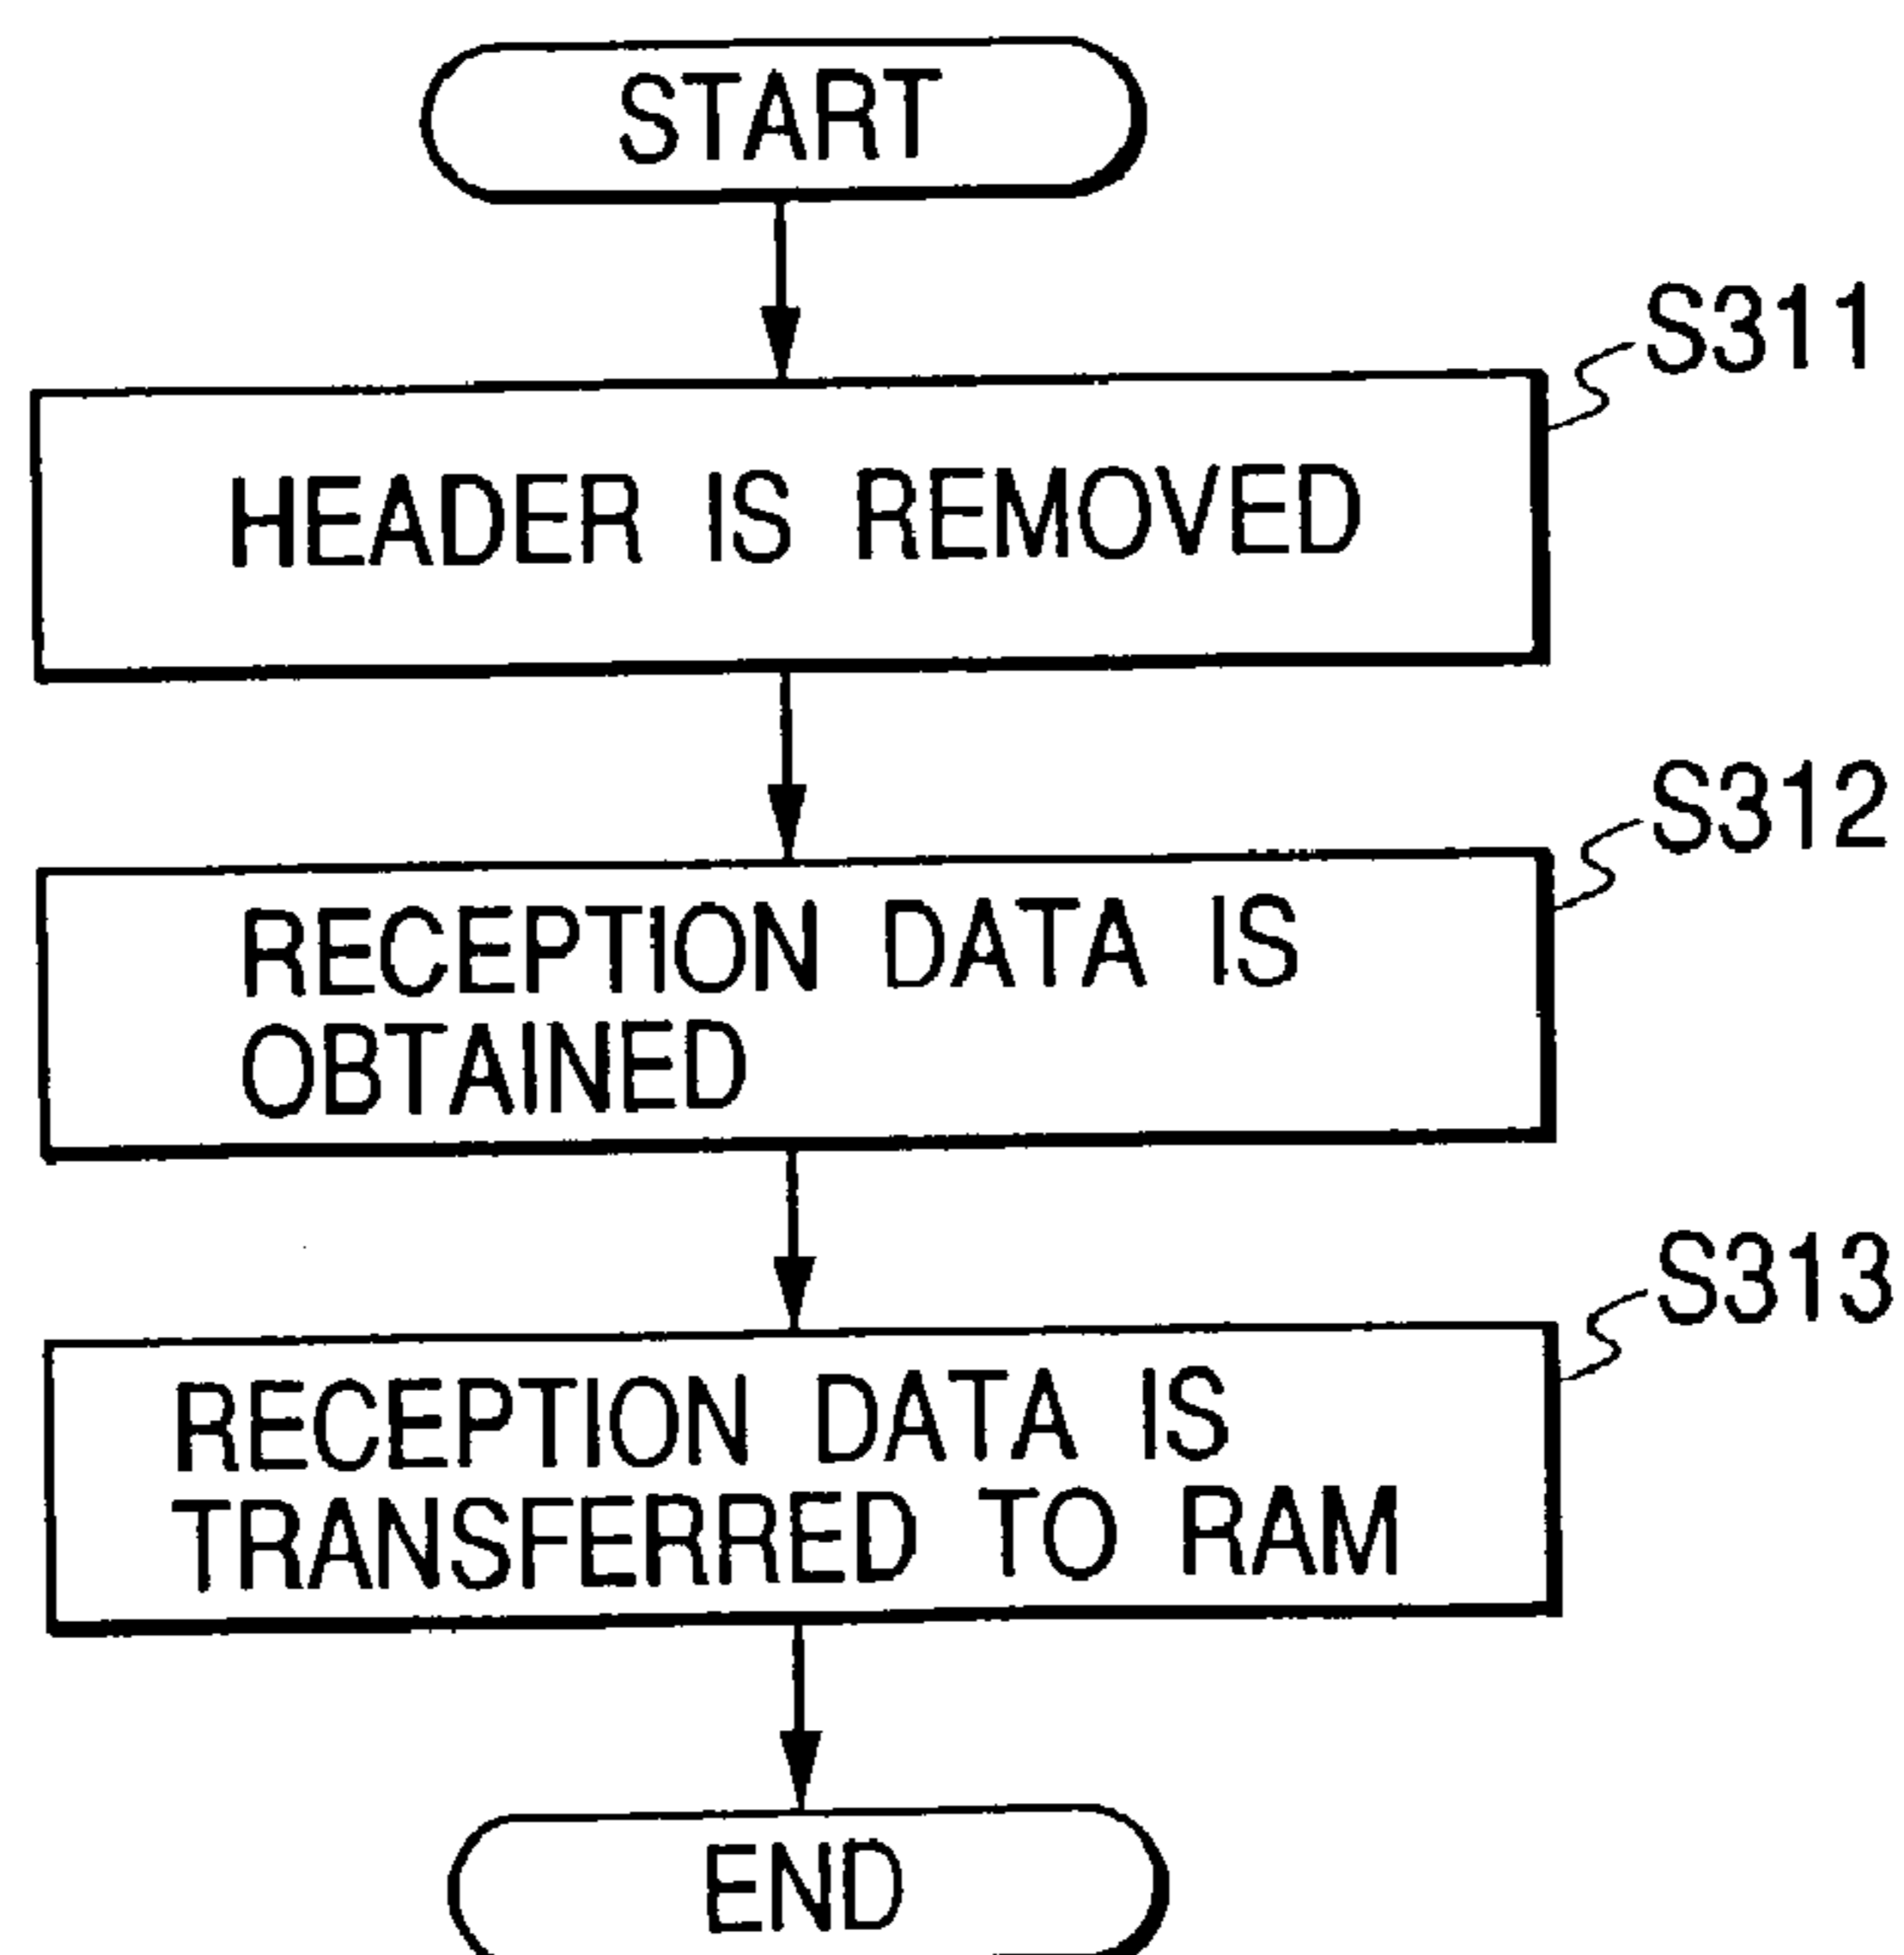 START
S311
HEADER IS REMOVED
S312
RECEPTION DATA IS
OBTAINED
S313
RECEPTION DATA IS
TRANSFERRED TO RAM
END